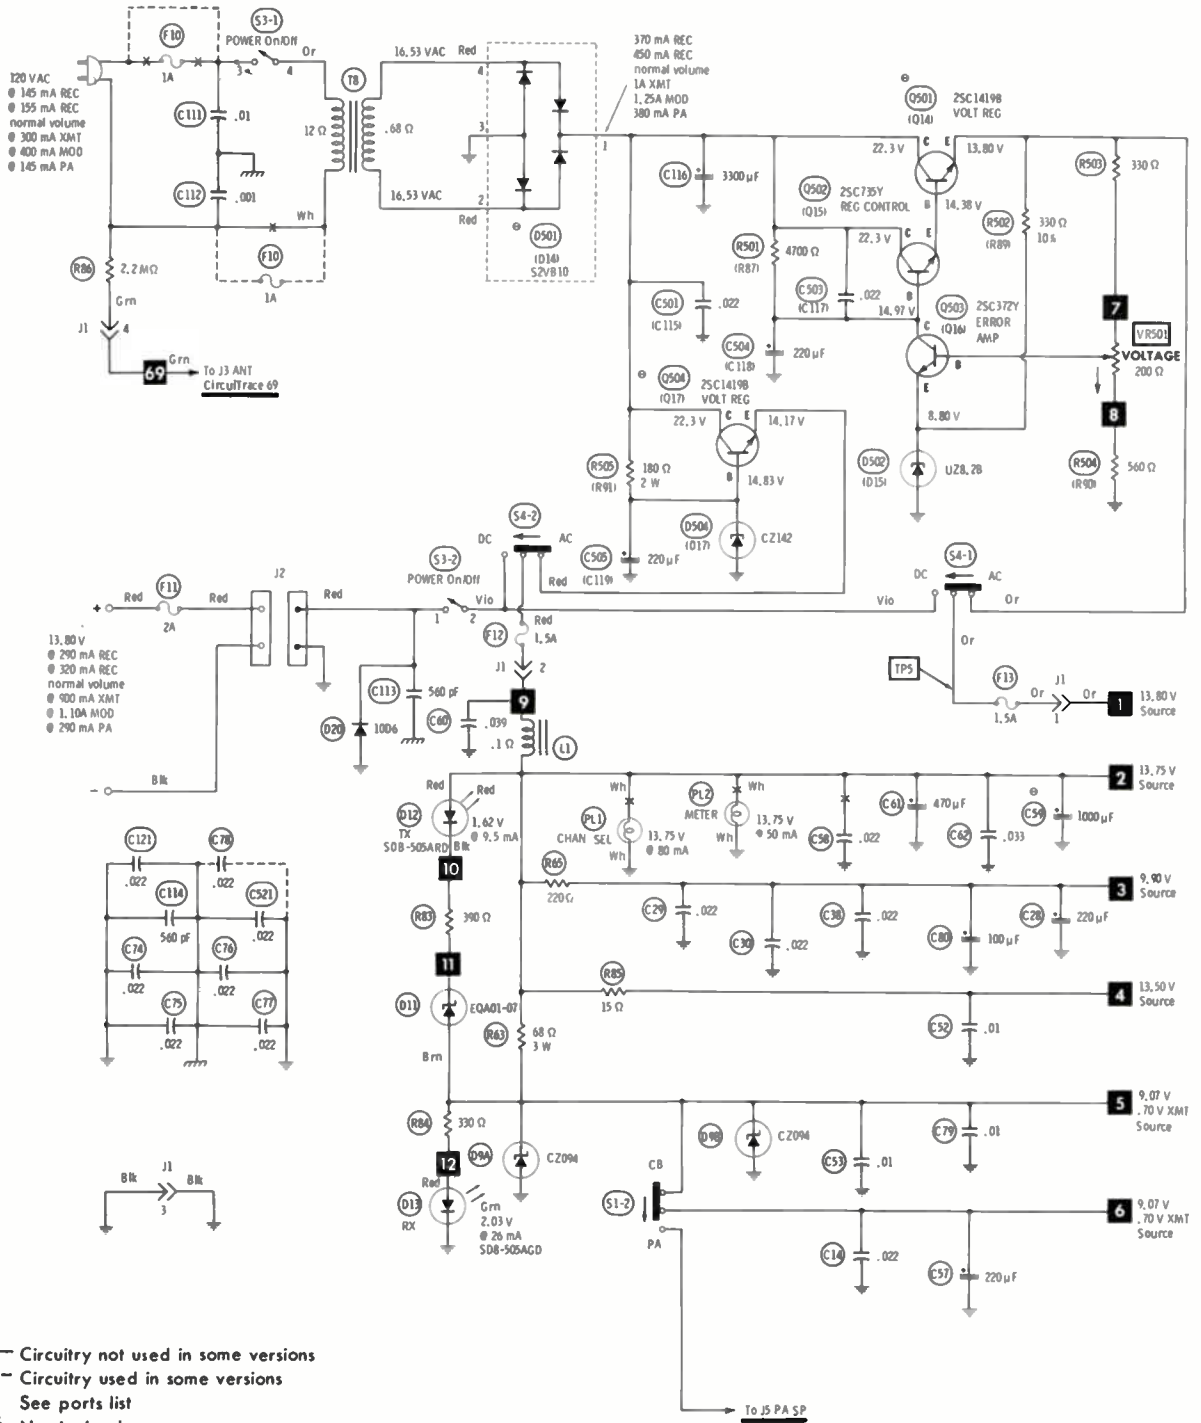 F10
1A
S3-1
POWER On/Off
Or
3
4
120 VAC
@ 145 mA REC
@ 155 mA REC
normal volume
@ 300 mA XMT
@ 400 mA MOD
@ 145 mA PA
C111
.01
C112
.001
Wh
F10
1A
R86
2.2 MΩ
Grn
J1
4
69
Grn
To J3 ANT
CircuiTrace 69
T8
12 Ω
.68 Ω
16.53 VAC
Red
4
3
1
16.53 VAC
2
Red
D501
(D14)
S2VB10
370 mA REC
450 mA REC
normal volume
1A XMT
1.25A MOD
380 mA PA
C116
3300 µF
Q501
(Q14)
2SC1419B
VOLT REG
22.3 V
C
E
13.80 V
B
14.38 V
Q502
(Q15)
2SC735Y
REG CONTROL
22.3 V
C
E
B
14.97 V
R501
(R87)
4700 Ω
C503
(C117)
.022
C501
(C115)
.022
C504
(C118)
220 µF
Q503
(Q16)
2SC372Y
ERROR
AMP
C
B
E
8.80 V
R502
(R89)
330 Ω
10%
R503
330 Ω
7
VR501
VOLTAGE
200 Ω
8
R504
(R90)
560 Ω
D502
(D15)
UZ8.2B
Q504
(Q17)
2SC1419B
VOLT REG
22.3 V
C
E
14.17 V
B
14.83 V
R505
(R91)
180 Ω
2 W
D504
(D17)
CZ142
C505
(C119)
220 µF
S4-2
DC
AC
Red
S3-2
POWER On/Off
1
2
Vio
Vio
S4-1
DC
AC
Or
Or
TP5
F13
1.5A
Or
J1
1
Or
1
13.80 V
Source
F11
Red
Red
2A
J2
Red
+
13.80 V
@ 290 mA REC
@ 320 mA REC
normal volume
@ 900 mA XMT
@ 1.10A MOD
@ 290 mA PA
-
Blk
D20
10D6
C113
560 pF
Red
F12
1.5A
J1
2
9
C60
.039
.1 Ω
L1
2
13.75 V
Source
Red
Red
D12
TX
SDB-505ARD
1.62 V
@ 9.5 mA
Blk
10
R83
390 Ω
11
D11
EQA01-07
Brn
R84
330 Ω
12
Red
D13
RX
Grn
2.03 V
@ 26 mA
SD8-505AGD
Wh
PL1
CHAN SEL
13.75 V
@ 80 mA
Wh
Wh
PL2
METER
13.75 V
@ 50 mA
Wh
C58
.022
C61
470 µF
C62
.033
C59
1000 µF
R65
220 Ω
C29
.022
C30
.022
C38
.022
C80
100 µF
C28
220 µF
3
9.90 V
Source
R85
15 Ω
C52
.01
4
13.50 V
Source
R63
68 Ω
3 W
D9A
CZ094
D9B
CZ094
C53
.01
C79
.01
5
9.07 V
.70 V XMT
Source
S1-2
CB
PA
C14
.022
C57
220 µF
6
9.07 V
.70 V XMT
Source
C121
.022
C78
.022
C114
560 pF
C521
.022
C74
.022
C76
.022
C75
.022
C77
.022
Blk
J1
Blk
3
Circuitry not used in some versions
Circuitry used in some versions
See ports list
To J5 PA SP